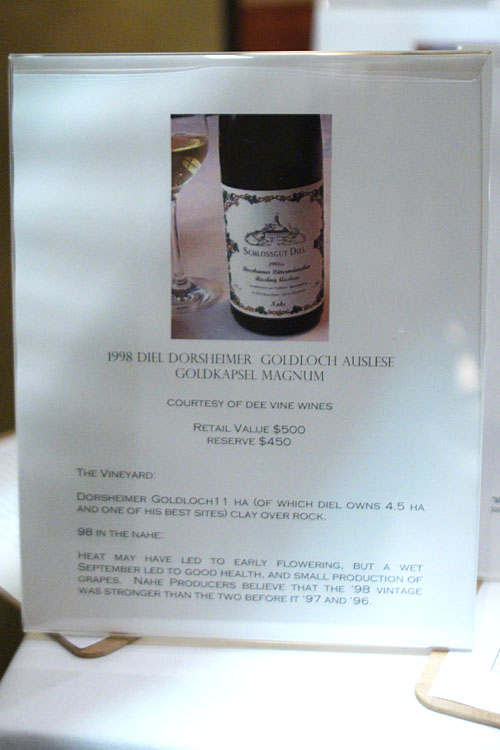 SCHLOSSGUT DIEL
Riesling Auslese
Nahe
1998 DIEL DORSHEIMER GOLDLOCH AUSLESE
GOLDKAPSEL MAGNUM
COURTESY OF DEE VINE WINES
RETAIL VALUE $500
RESERVE $450
THE VINEYARD:
DORSHEIMER GOLDLOCH11 HA (OF WHICH DIEL OWNS 4.5 HA
AND ONE OF HIS BEST SITES) CLAY OVER ROCK.
98 IN THE NAHE:
HEAT MAY HAVE LED TO EARLY FLOWERING, BUT A WET
SEPTEMBER LED TO GOOD HEALTH, AND SMALL PRODUCTION OF
GRAPES. NAHE PRODUCERS BELIEVE THAT THE '98 VINTAGE
WAS STRONGER THAN THE TWO BEFORE IT '97 AND '96.